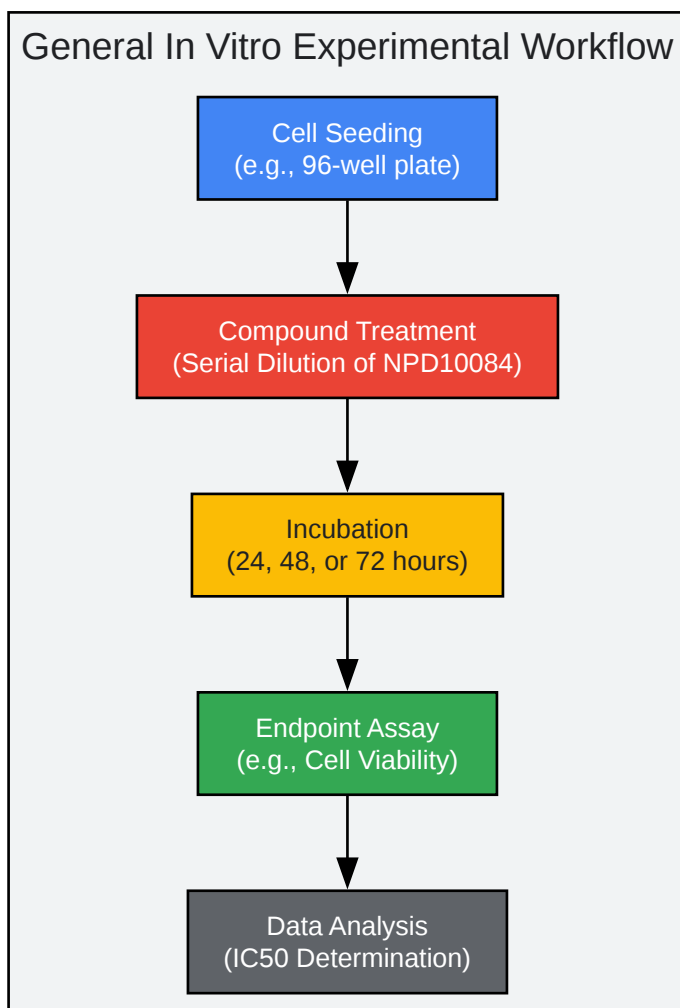 General In Vitro Experimental Workflow
Cell Seeding
(e.g., 96-well plate)
Compound Treatment
(Serial Dilution of NPD10084)
Incubation
(24, 48, or 72 hours)
Endpoint Assay
(e.g., Cell Viability)
Data Analysis
(IC50 Determination)